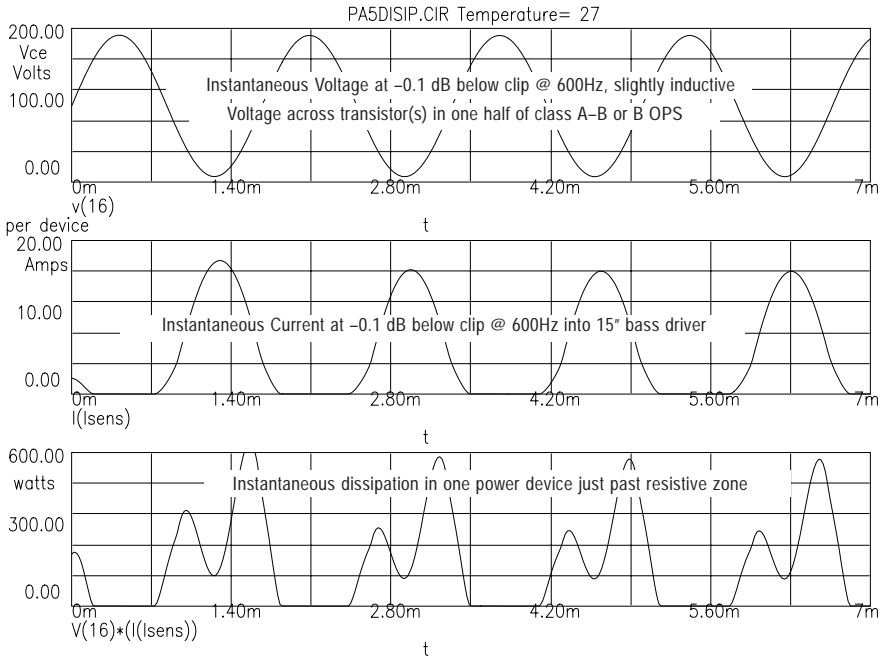 PA5DISIP.CIR Temperature= 27
200.00
Vce
Volts
100.00
0.00
Instantaneous Voltage at –0.1 dB below clip @ 600Hz, slightly inductive
Voltage across transistor(s) in one half of class A–B or B OPS
0m 1.40m 2.80m 4.20m 5.60m 7m
v(16)
t
per device
20.00
Amps
10.00
0.00
Instantaneous Current at –0.1 dB below clip @ 600Hz into 15" bass driver
0m 1.40m 2.80m 4.20m 5.60m 7m
I(Isens)
t
600.00
watts
300.00
0.00
Instantaneous dissipation in one power device just past resistive zone
0m 1.40m 2.80m 4.20m 5.60m 7m
V(16)*(I(Isens))
t